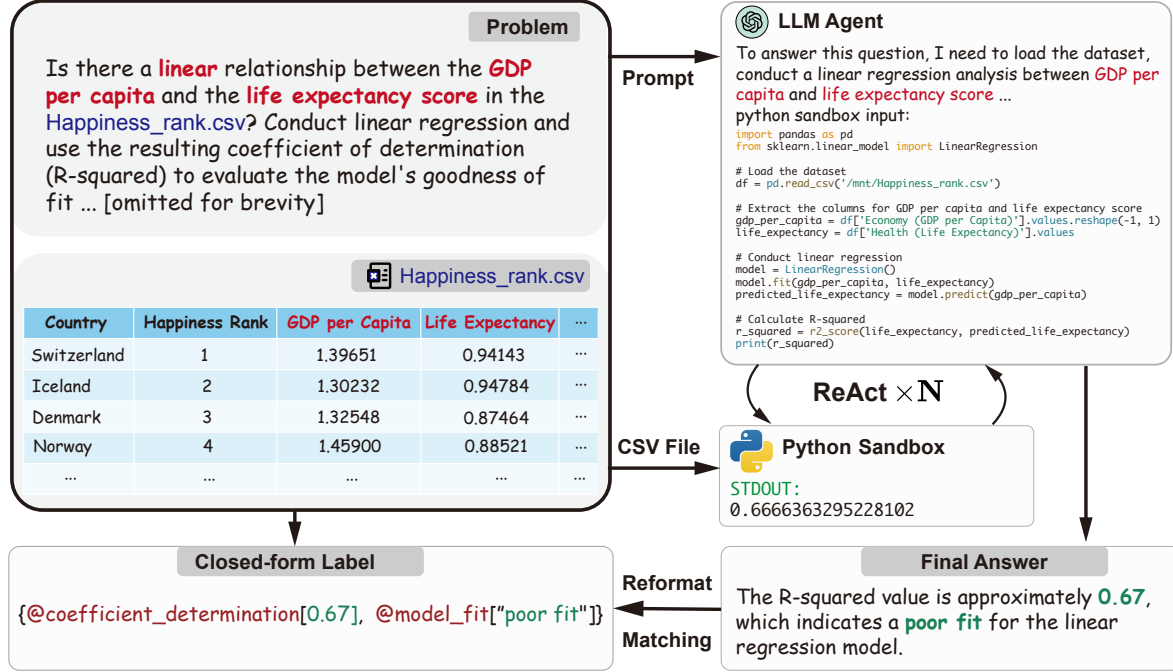 Problem
Is there a linear relationship between the GDP
per capita and the life expectancy score in the
Happiness_rank.csv? Conduct linear regression and
use the resulting coefficient of determination
(R-squared) to evaluate the model's goodness of
fit ... [omitted for brevity]
Happiness_rank.csv
Country Happiness Rank GDP per Capita Life Expectancy ...
Switzerland 1 1.39651 0.94143 ...
Iceland 2 1.30232 0.94784 ...
Denmark 3 1.32548 0.87464 ...
Norway 4 1.45900 0.88521 ...
... ... ... ... ...
Prompt
LLM Agent
To answer this question, I need to load the dataset,
conduct a linear regression analysis between GDP per
capita and life expectancy score ...
python sandbox input:
import pandas as pd
from sklearn.linear_model import LinearRegression
# Load the dataset
df = pd.read_csv('/mnt/Happiness_rank.csv')
# Extract the columns for GDP per capita and life expectancy score
gdp_per_capita = df['Economy (GDP per Capita)'].values.reshape(-1, 1)
life_expectancy = df['Health (Life Expectancy)'].values
# Conduct linear regression
model = LinearRegression()
model.fit(gdp_per_capita, life_expectancy)
predicted_life_expectancy = model.predict(gdp_per_capita)
# Calculate R-squared
r_squared = r2_score(life_expectancy, predicted_life_expectancy)
print(r_squared)
ReAct ×N
CSV File
Python Sandbox
STDOUT:
0.6666363295228102
Closed-form Label
{@coefficient_determination[0.67], @model_fit["poor fit"]}
Reformat
Matching
Final Answer
The R-squared value is approximately 0.67,
which indicates a poor fit for the linear
regression model.